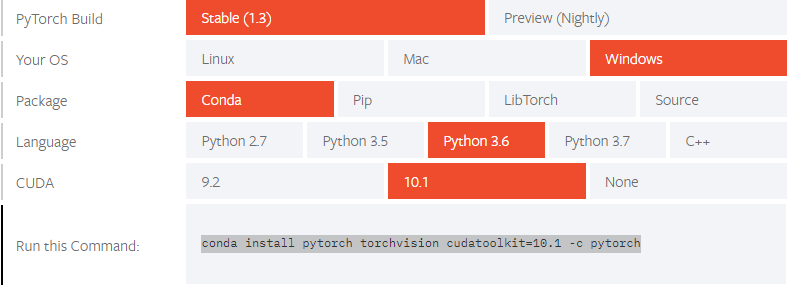 PyTorch Build Stable (1.3) Preview (Nightly)
Your OS Linux Mac Windows
Package Conda Pip LibTorch Source
Language Python 2.7 Python 3.5 Python 3.6 Python 3.7 C++
CUDA 9.2 10.1 None
Run this Command: conda install pytorch torchvision cudatoolkit=10.1 -c pytorch